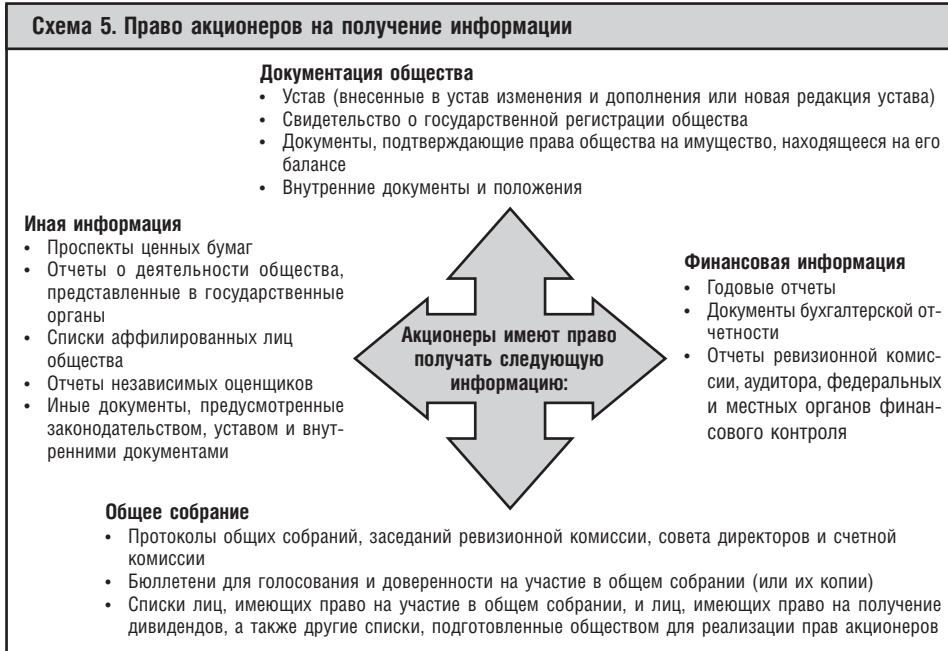 Схема 5. Право акционеров на получение информации
Документация общества
• Устав (внесенные в устав изменения и дополнения или новая редакция устава)
• Свидетельство о государственной регистрации общества
• Документы, подтверждающие права общества на имущество, находящееся на его
балансе
• Внутренние документы и положения
Иная информация
• Проспекты ценных бумаг
• Отчеты о деятельности общества,
представленные в государственные
органы
• Списки аффилированных лиц
общества
• Отчеты независимых оценщиков
• Иные документы, предусмотренные
законодательством, уставом и внут-
ренними документами
Акционеры имеют право
получать следующую
информацию:
Финансовая информация
• Годовые отчеты
• Документы бухгалтерской от-
четности
• Отчеты ревизионной комис-
сии, аудитора, федеральных
и местных органов финан-
сового контроля
Общее собрание
• Протоколы общих собраний, заседаний ревизионной комиссии, совета директоров и счетной
комиссии
• Бюллетени для голосования и доверенности на участие в общем собрании (или их копии)
• Списки лиц, имеющих право на участие в общем собрании, и лиц, имеющих право на получение
дивидендов, а также другие списки, подготовленные обществом для реализации прав акционеров